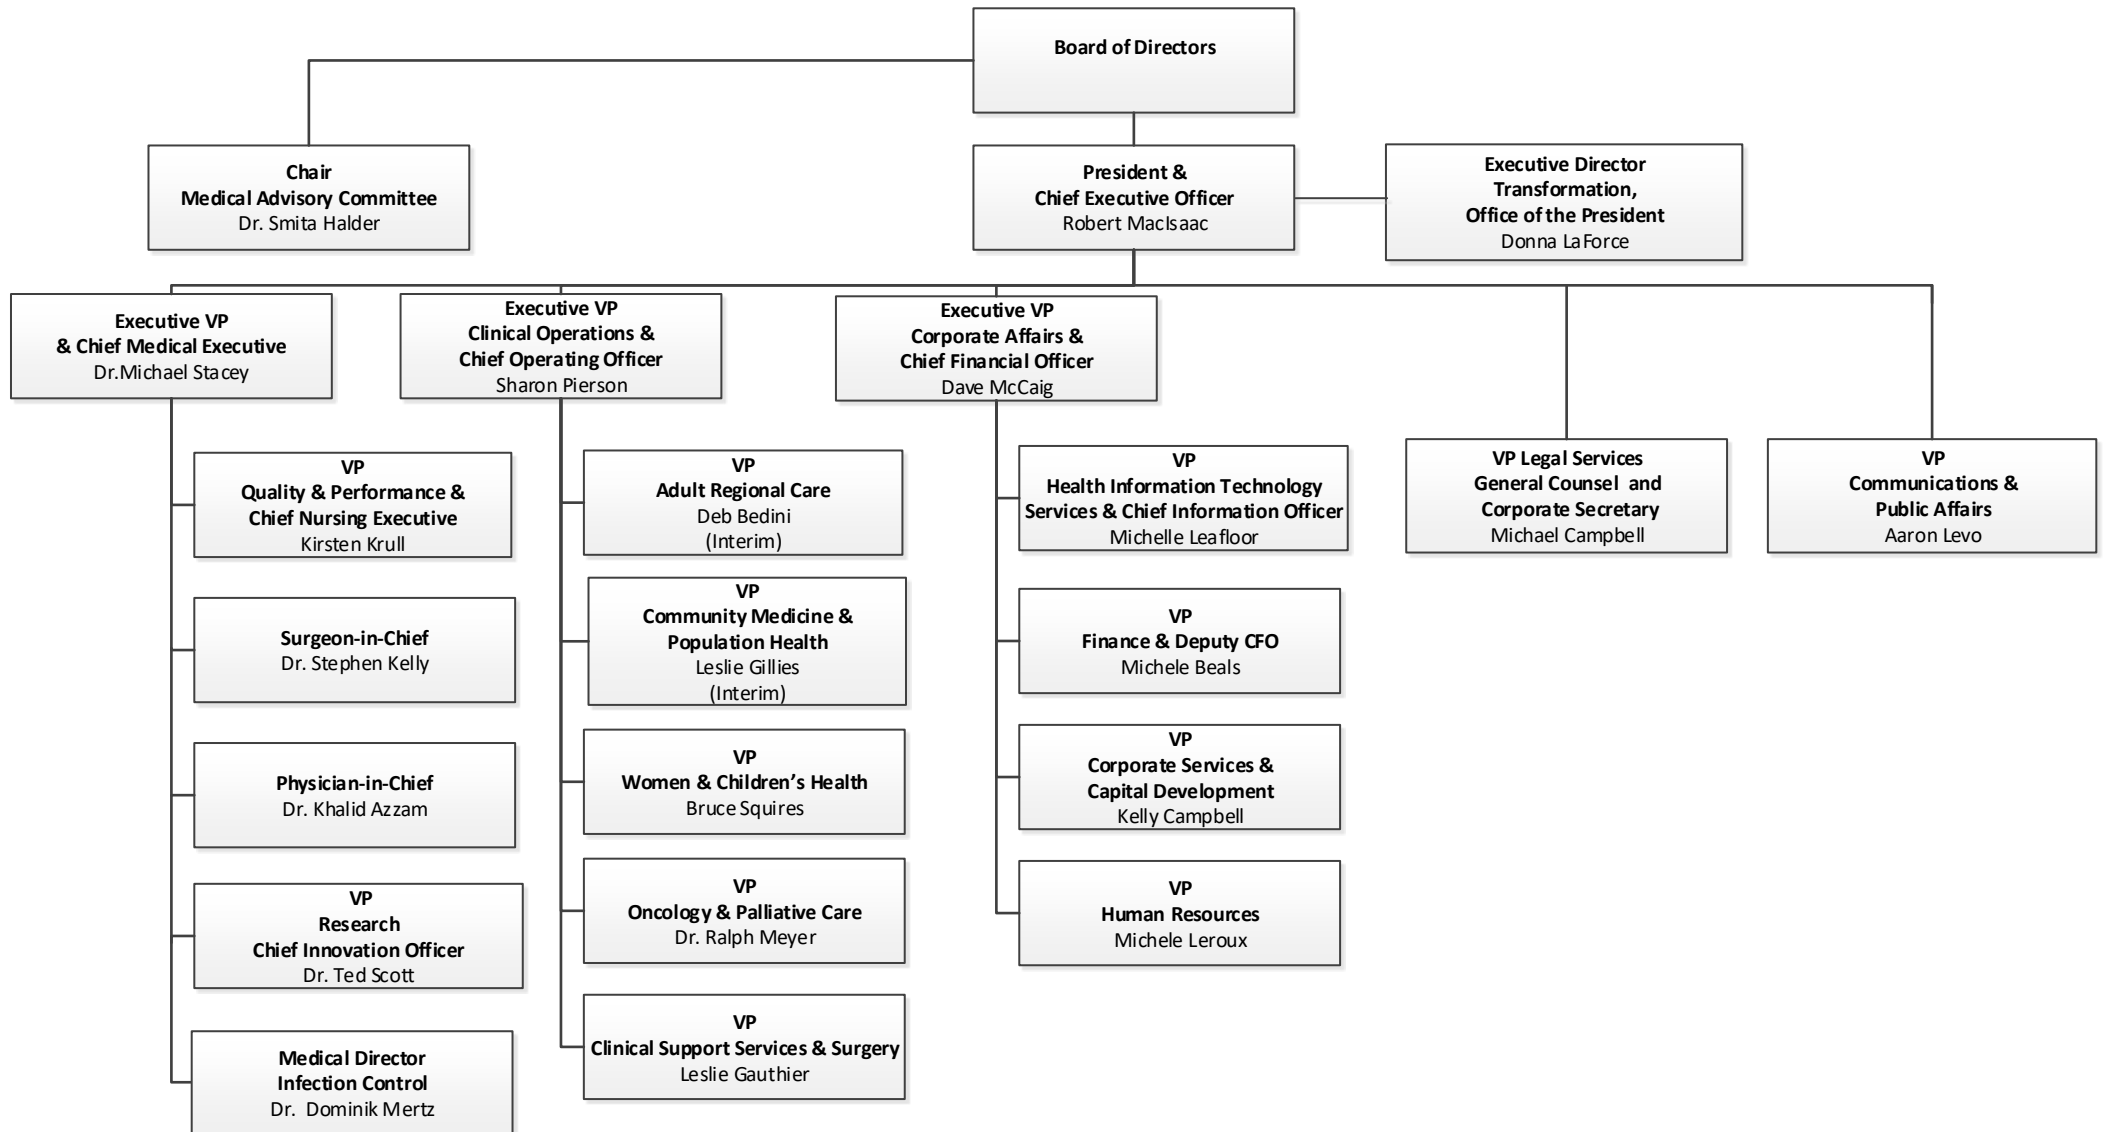 Board of Directors
Chair
Medical Advisory Committee
Dr. Smita Halder
President &
Chief Executive Officer
Robert MacIsaac
Executive Director
Transformation,
Office of the President
Donna LaForce
Executive VP
& Chief Medical Executive
Dr.Michael Stacey
Executive VP
Clinical Operations &
Chief Operating Officer
Sharon Pierson
Executive VP
Corporate Affairs &
Chief Financial Officer
Dave McCaig
VP
Quality & Performance &
Chief Nursing Executive
Kirsten Krull
Surgeon-in-Chief
Dr. Stephen Kelly
Physician-in-Chief
Dr. Khalid Azzam
VP
Research
Chief Innovation Officer
Dr. Ted Scott
Medical Director
Infection Control
Dr. Dominik Mertz
VP
Adult Regional Care
Deb Bedini
(Interim)
VP
Community Medicine &
Population Health
Leslie Gillies
(Interim)
VP
Women & Children’s Health
Bruce Squires
VP
Oncology & Palliative Care
Dr. Ralph Meyer
VP
Clinical Support Services & Surgery
Leslie Gauthier
VP
Health Information Technology
Services & Chief Information Officer
Michelle Leafloor
VP
Finance & Deputy CFO
Michele Beals
VP
Corporate Services &
Capital Development
Kelly Campbell
VP
Human Resources
Michele Leroux
VP Legal Services
General Counsel and
Corporate Secretary
Michael Campbell
VP
Communications &
Public Affairs
Aaron Levo